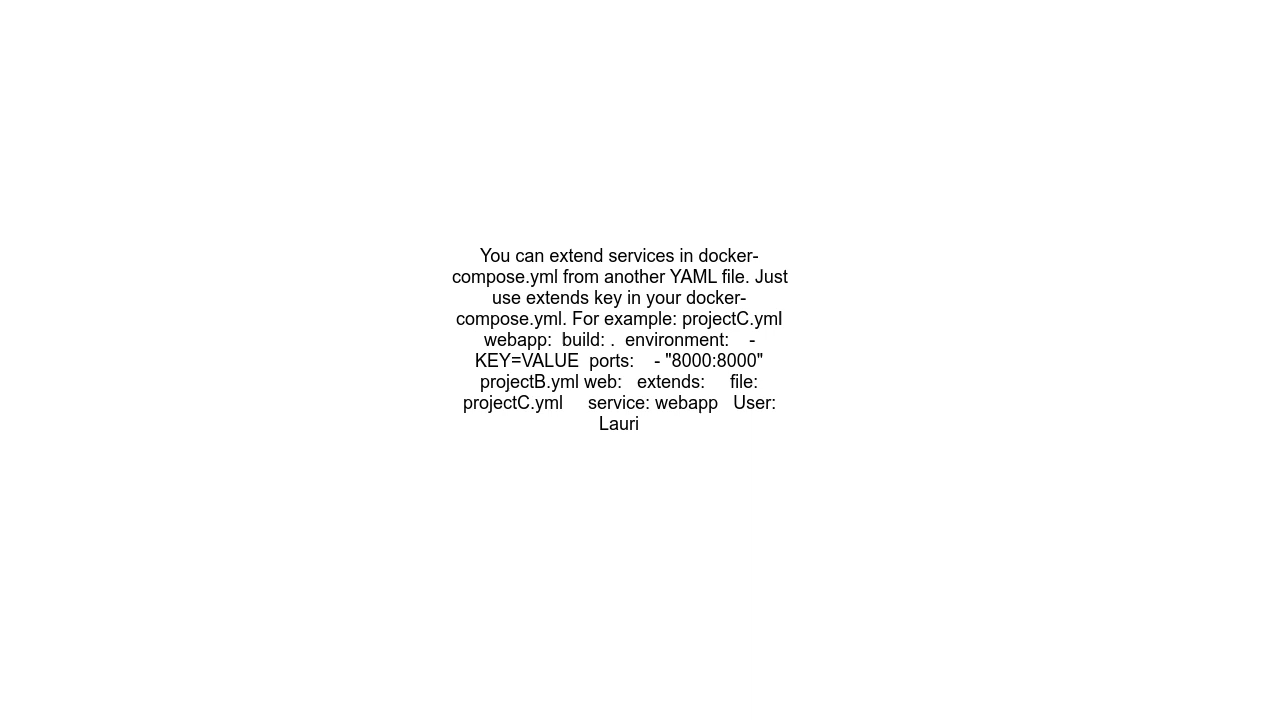 You can extend services in docker-
compose.yml from another YAML file. Just
use extends key in your docker-
compose.yml. For example: projectC.yml
webapp:  build: .  environment:    -
KEY=VALUE  ports:    - "8000:8000"
projectB.yml web:   extends:     file:
projectC.yml     service: webapp   User:
Lauri